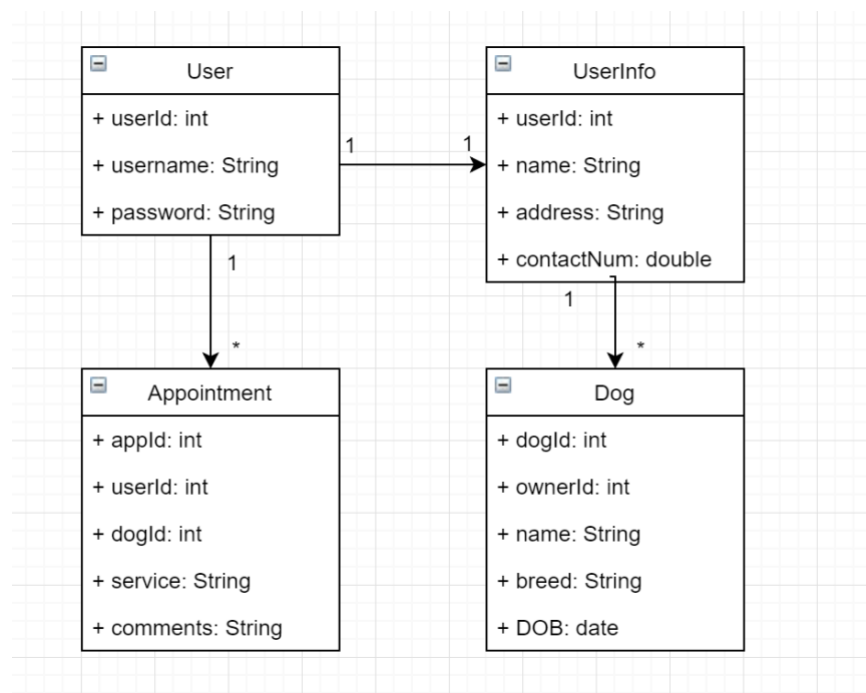 User
+ userId: int
+ username: String
+ password: String
1
1
UserInfo
+ userId: int
+ name: String
+ address: String
+ contactNum: double
1
*
1
*
Appointment
+ appId: int
+ userId: int
+ dogId: int
+ service: String
+ comments: String
Dog
+ dogId: int
+ ownerId: int
+ name: String
+ breed: String
+ DOB: date